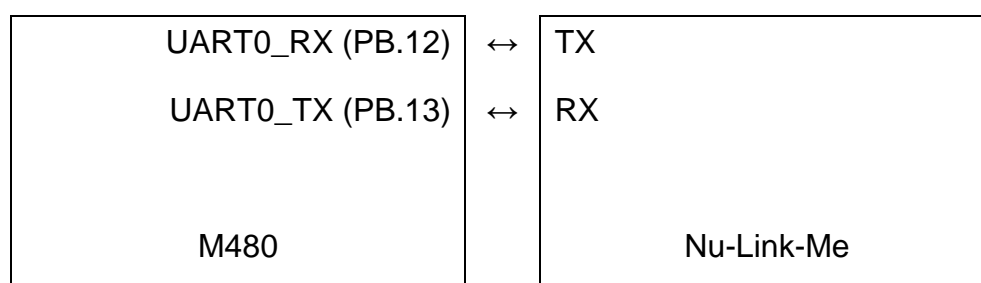 UART0_RX (PB.12) ↔ TX
UART0_TX (PB.13) ↔ RX
M480 Nu-Link-Me